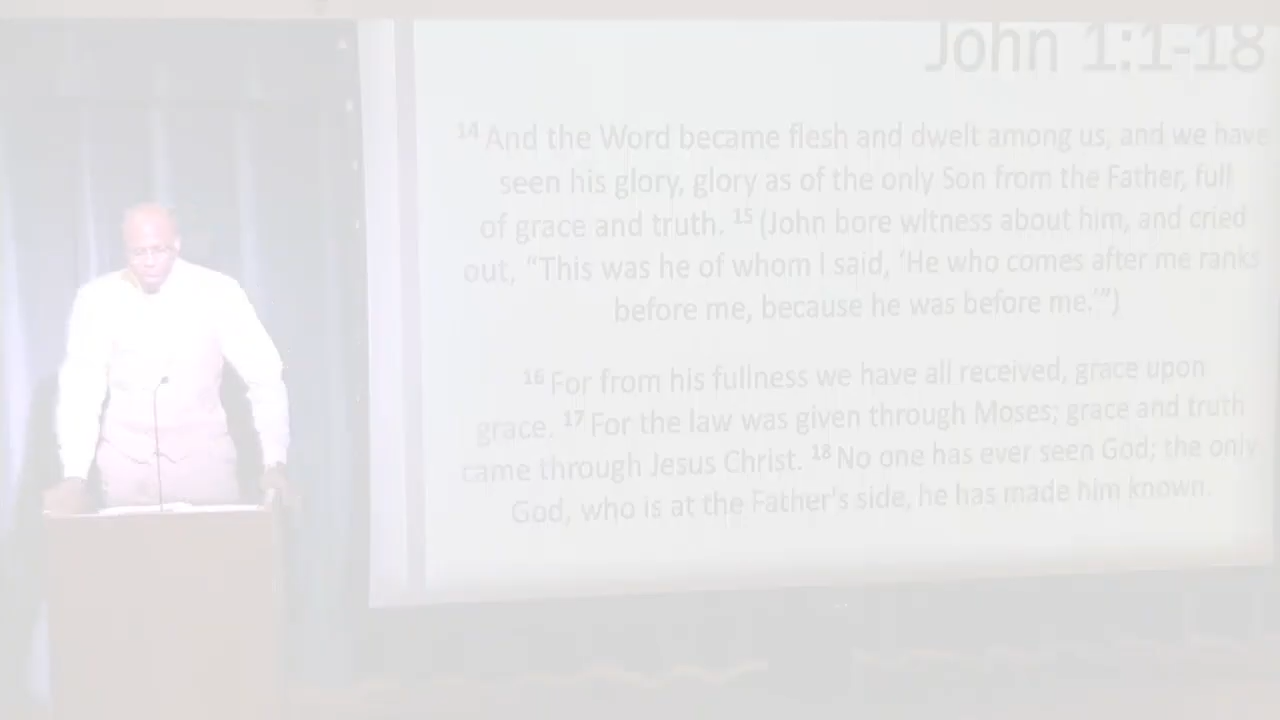 John 1:1-18
14 And the Word became flesh and dwelt among us, and we have
seen his glory, glory as of the only Son from the Father, full
of grace and truth. 15 (John bore witness about him, and cried
out, “This was he of whom I said, ‘He who comes after me ranks
before me, because he was before me.’”)
16 For from his fullness we have all received, grace upon
grace. 17 For the law was given through Moses; grace and truth
came through Jesus Christ. 18 No one has ever seen God; the only
God, who is at the Father's side, he has made him known.